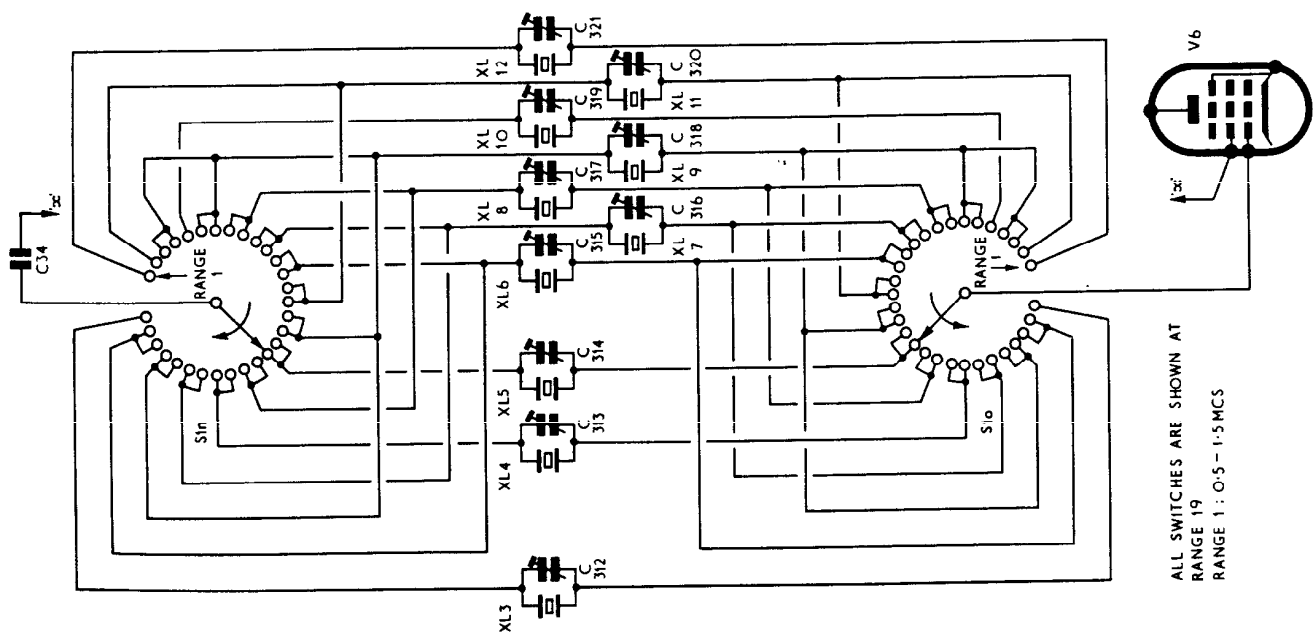 C34
'x'
RANGE
1
S1n
XL
12
C
321
C
320
XL
11
XL
10
C
319
C
318
XL
9
XL
8
C
317
C
316
XL
7
XL6
C
315
XL5
C
314
XL4
C
313
XL3
C
312
RANGE
1
S1o
V6
'x'
ALL SWITCHES ARE SHOWN AT
RANGE 19
RANGE 1 : 0·5 – 1·5 MCS